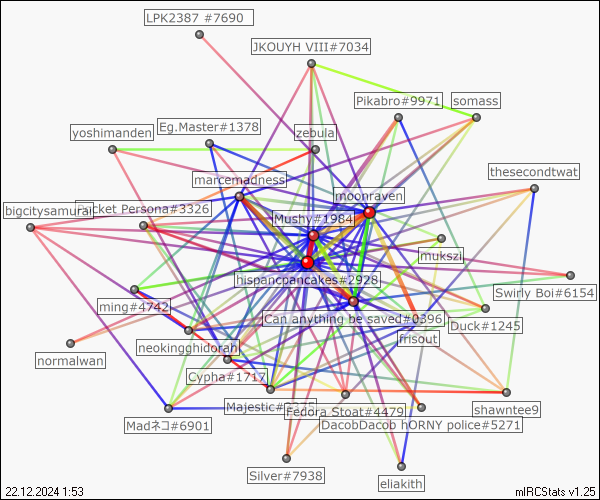 LPK2387 #7690
JKOUYH VIII#7034
Pikabro#9971
somass
yoshimanden
Eg.Master#1378
zebula
thesecondtwat
marcemadness
moonraven
bigcitysamurai
cket Persona#3326
Mushy#1984
mukszi
hispancpancakes#2928
Swirly Boi#6154
ming#4742
Can anything be saved#0396
Duck#1245
neokingghidorah
frisout
normalwan
Cypha#1717
Majestic
Fedora Stoat#4479
shawntee9
Madネコ#6901
DacobDacob hORNY police#5271
Silver#7938
eliakith
22.12.2024 1:53
mIRCStats v1.25